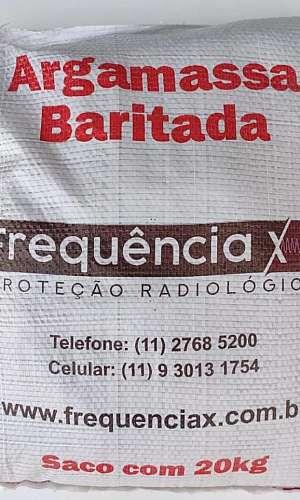 Argamassa
Baritada
frequência X
PROTEÇÃO RADIOLÓGIC
Telefone: (11) 2768 5200
Celular: (11) 9 3013 1754
www.frequenciax.com.b
Saco com 20kg